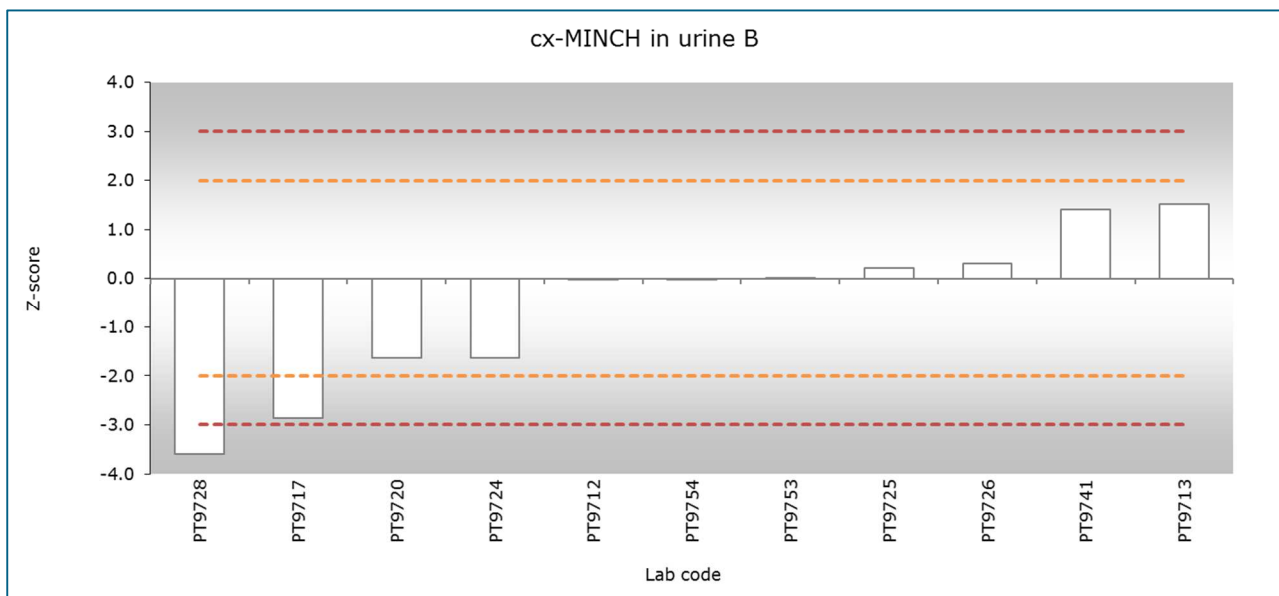 cx-MINCH in urine B
4.0
3.0
2.0
1.0
0.0
-1.0
-2.0
-3.0
-4.0
Z-score
PT9728
PT9717
PT9720
PT9724
PT9712
PT9754
PT9753
PT9725
PT9726
PT9741
PT9713
Lab code